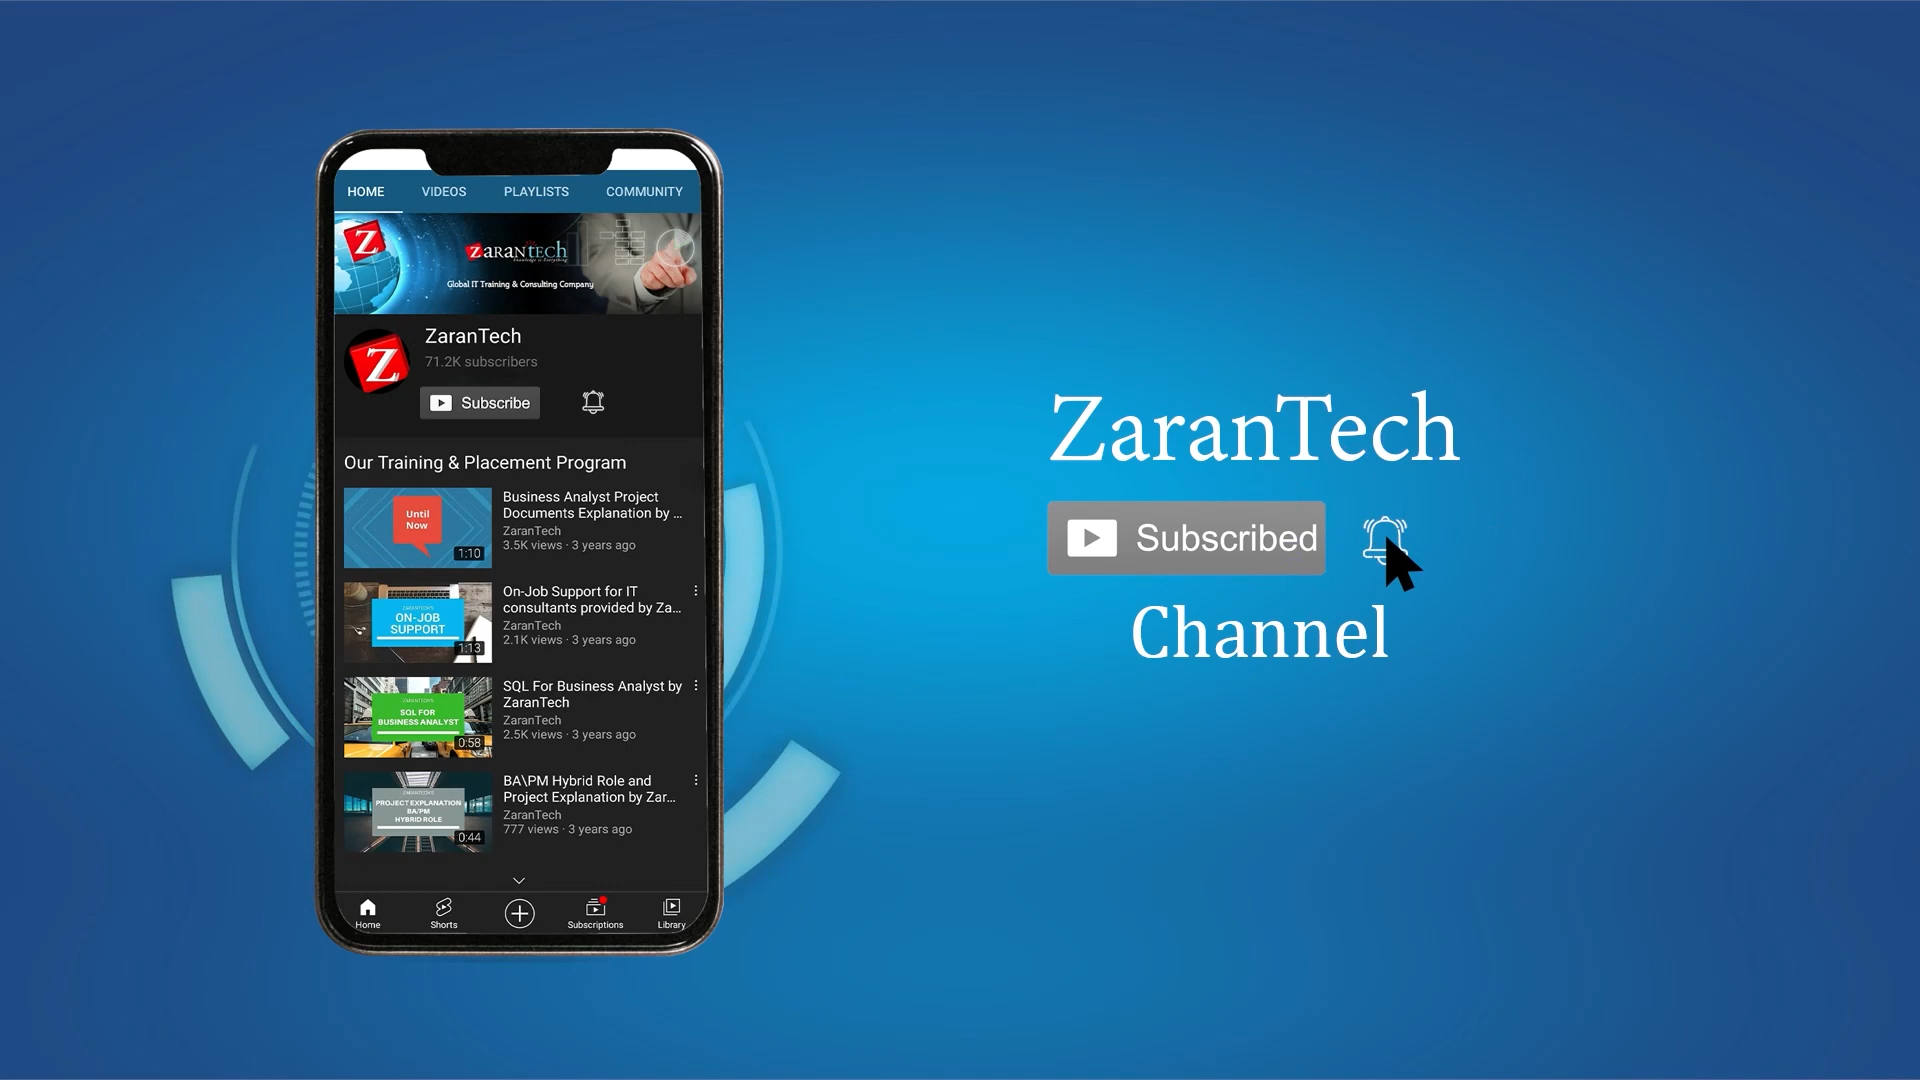 HOME VIDEOS PLAYLISTS COMMUNITY
Z
ZARANTECH
Global IT Training & Consulting Company
Z
ZaranTech
71.2K subscribers
Subscribe
Our Training & Placement Program
Until
Now
1:10
Business Analyst Project
Documents Explanation by ...
ZaranTech
3.5K views · 3 years ago
ZARANTECH'S
ON-JOB
SUPPORT
1:13
On-Job Support for IT
consultants provided by Za...
ZaranTech
2.1K views · 3 years ago
ZARANTECH'S
SQL FOR
BUSINESS ANALYST
0:58
SQL For Business Analyst by
ZaranTech
ZaranTech
2.5K views · 3 years ago
ZARANTECH'S
PROJECT EXPLANATION
BA/PM
HYBRID ROLE
0:44
BA\PM Hybrid Role and
Project Explanation by Zar...
ZaranTech
777 views · 3 years ago
Home Shorts Subscriptions Library
ZaranTech
Subscribed
Channel